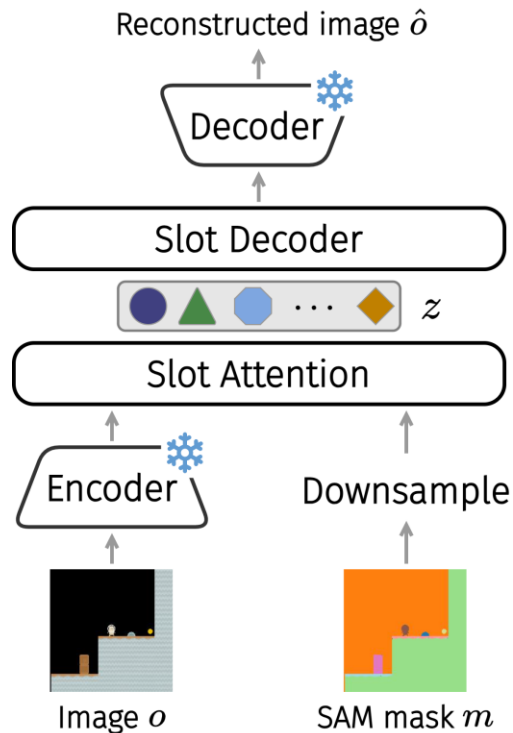 Reconstructed image ô
Decoder
Slot Decoder
... z
Slot Attention
Encoder
Downsample
Image o
SAM mask m